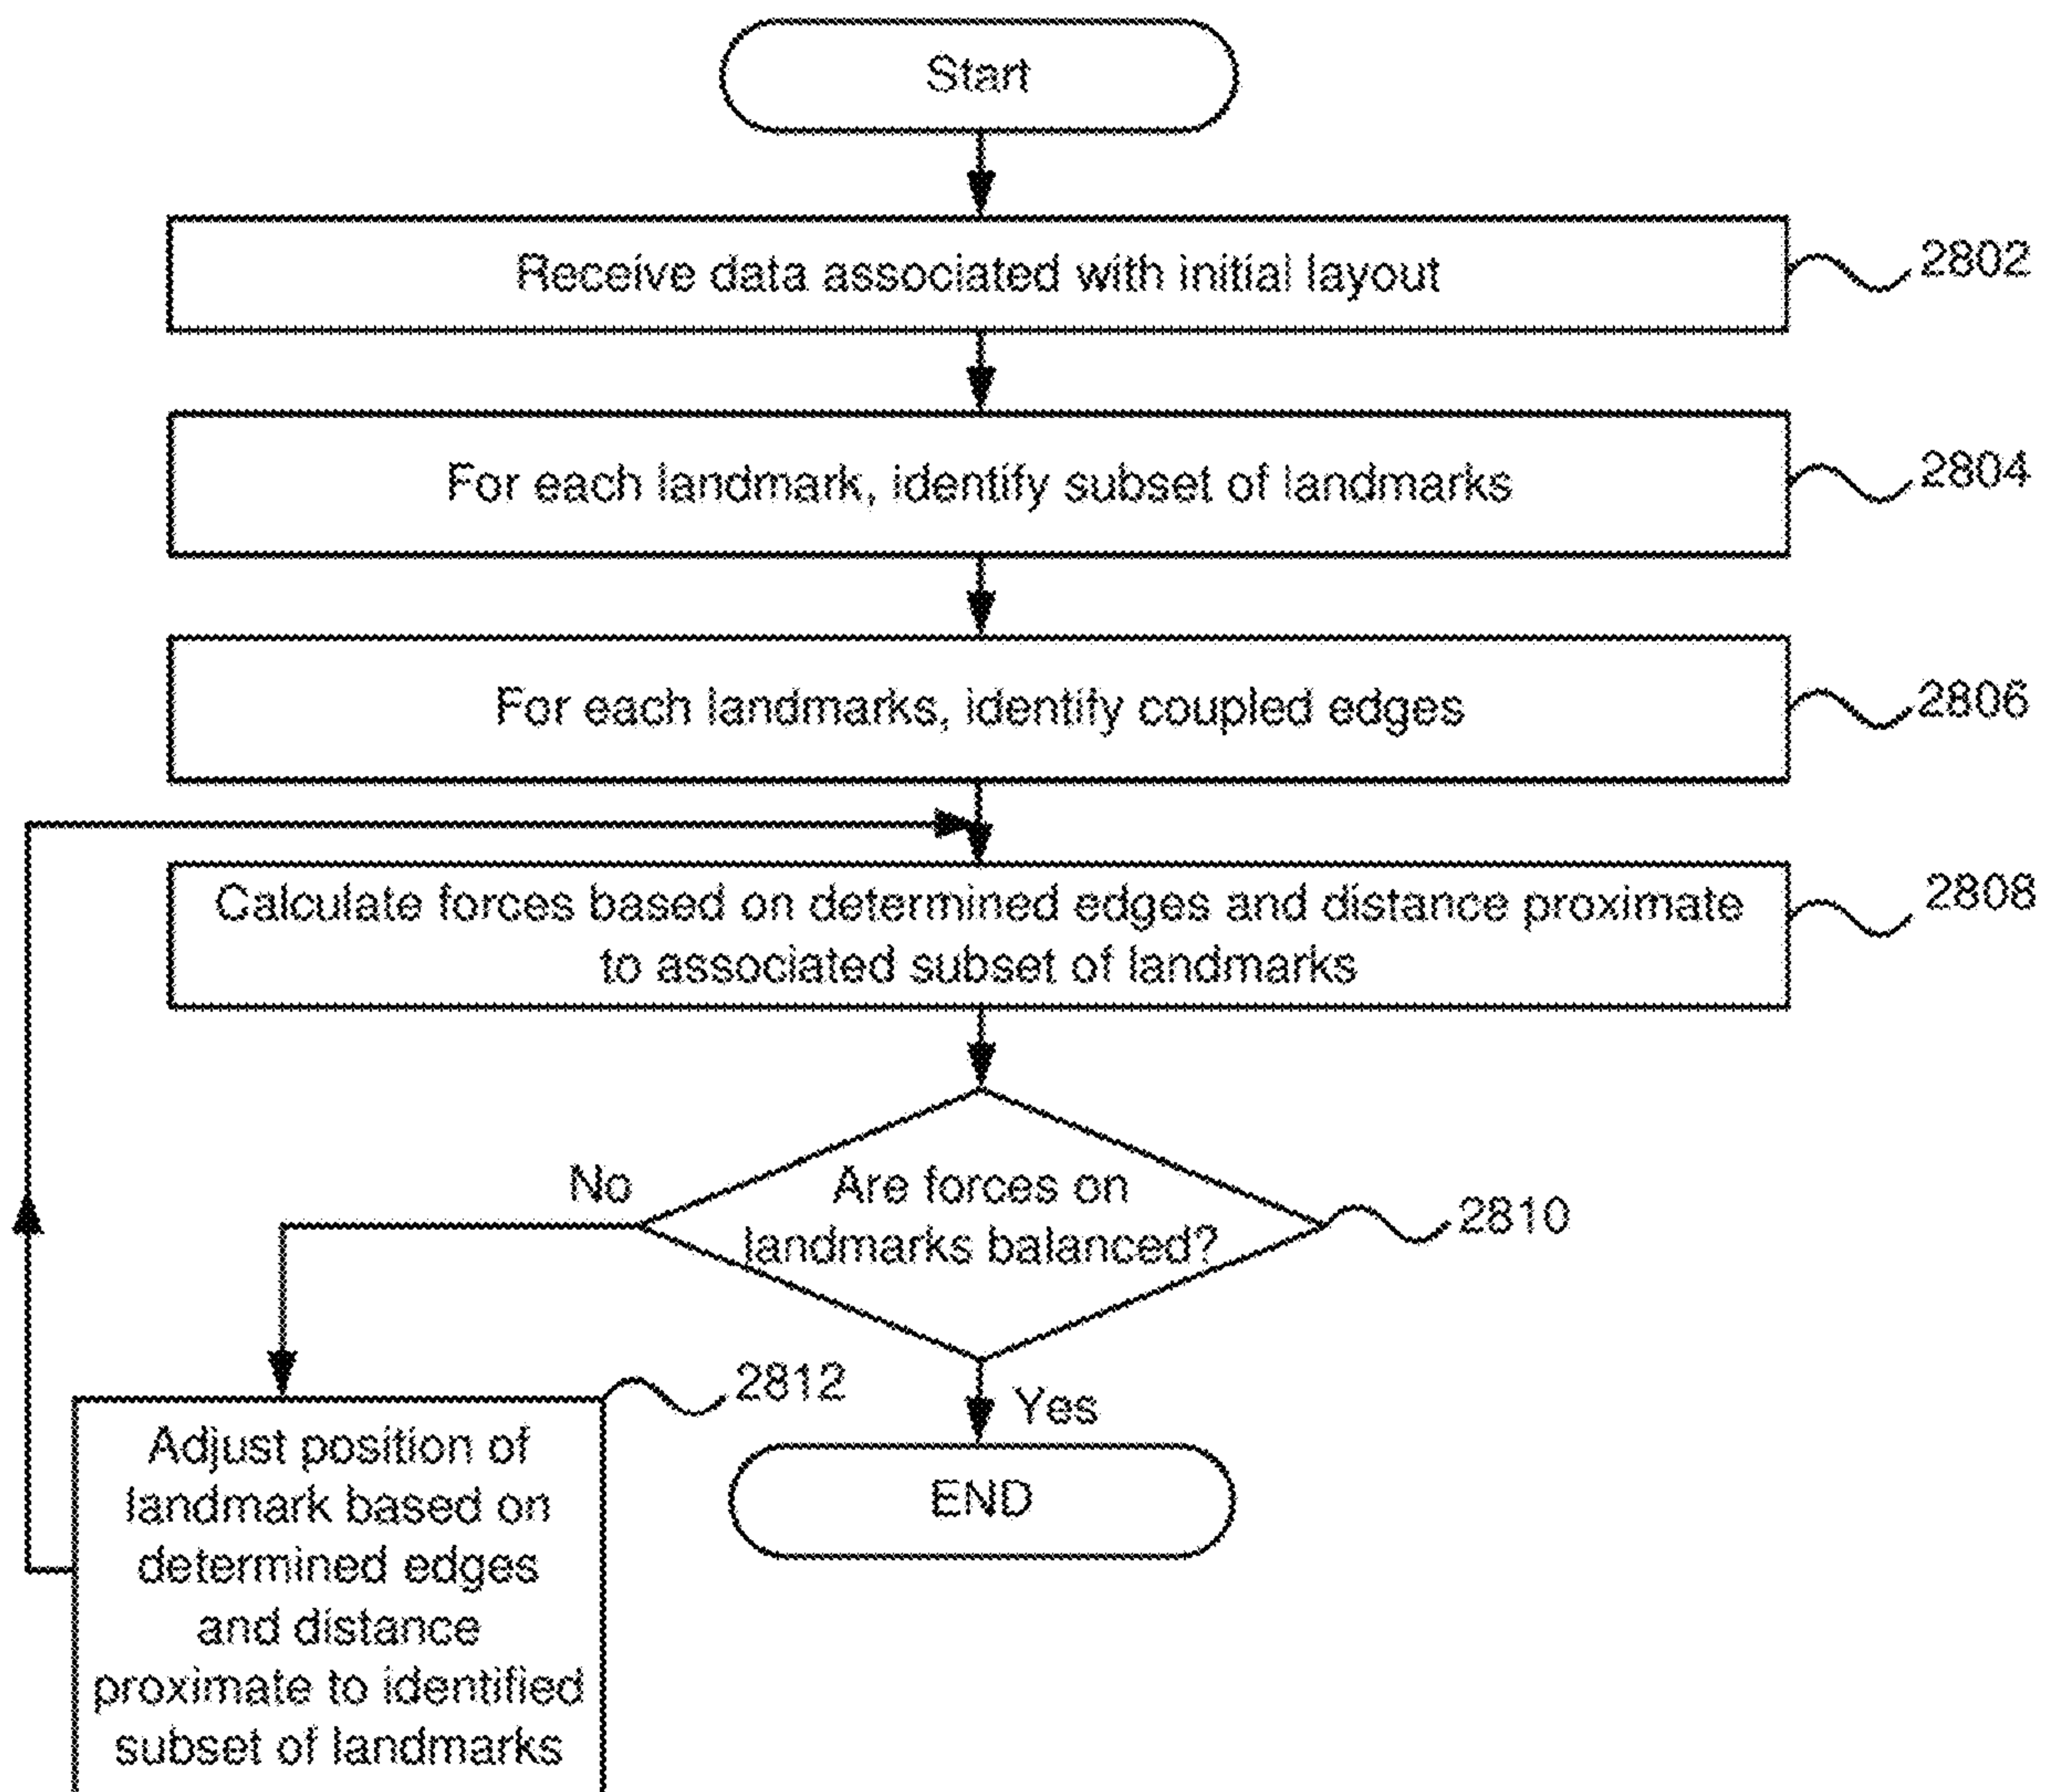 Start
Receive data associated with initial layout
2802
For each landmark, identify subset of landmarks
2804
For each landmarks, identify coupled edges
2806
Calculate forces based on determined edges and distance proximate
to associated subset of landmarks
2808
No
Are forces on
landmarks balanced?
2810
2812
Yes
Adjust position of
landmark based on
determined edges
and distance
proximate to identified
subset of landmarks
END